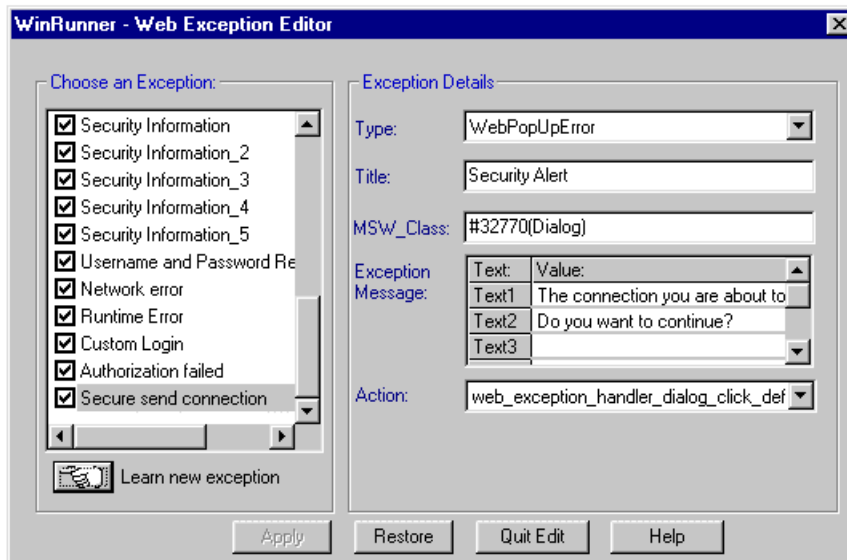 WinRunner - Web Exception Editor
Choose an Exception:
Security Information
Security Information_2
Security Information_3
Security Information_4
Security Information_5
Username and Password Re
Network error
Runtime Error
Custom Login
Authorization failed
Secure send connection
Learn new exception
Exception Details
Type: WebPopUpError
Title: Security Alert
MSW_Class: #32770(Dialog)
Exception Message:
Text: Value:
Text1 The connection you are about to
Text2 Do you want to continue?
Text3
Action: web_exception_handler_dialog_click_def
Apply Restore Quit Edit Help